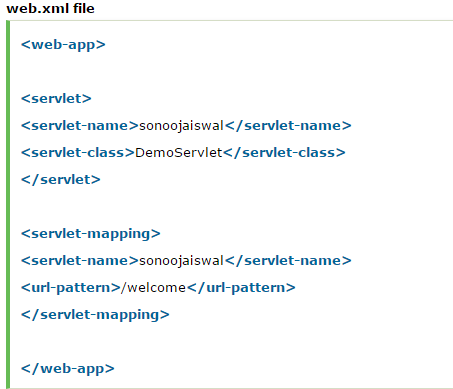 web.xml file
<web-app>
<servlet>
<servlet-name>sonoojaiswal</servlet-name>
<servlet-class>DemoServlet</servlet-class>
</servlet>
<servlet-mapping>
<servlet-name>sonoojaiswal</servlet-name>
<url-pattern>/welcome</url-pattern>
</servlet-mapping>
</web-app>